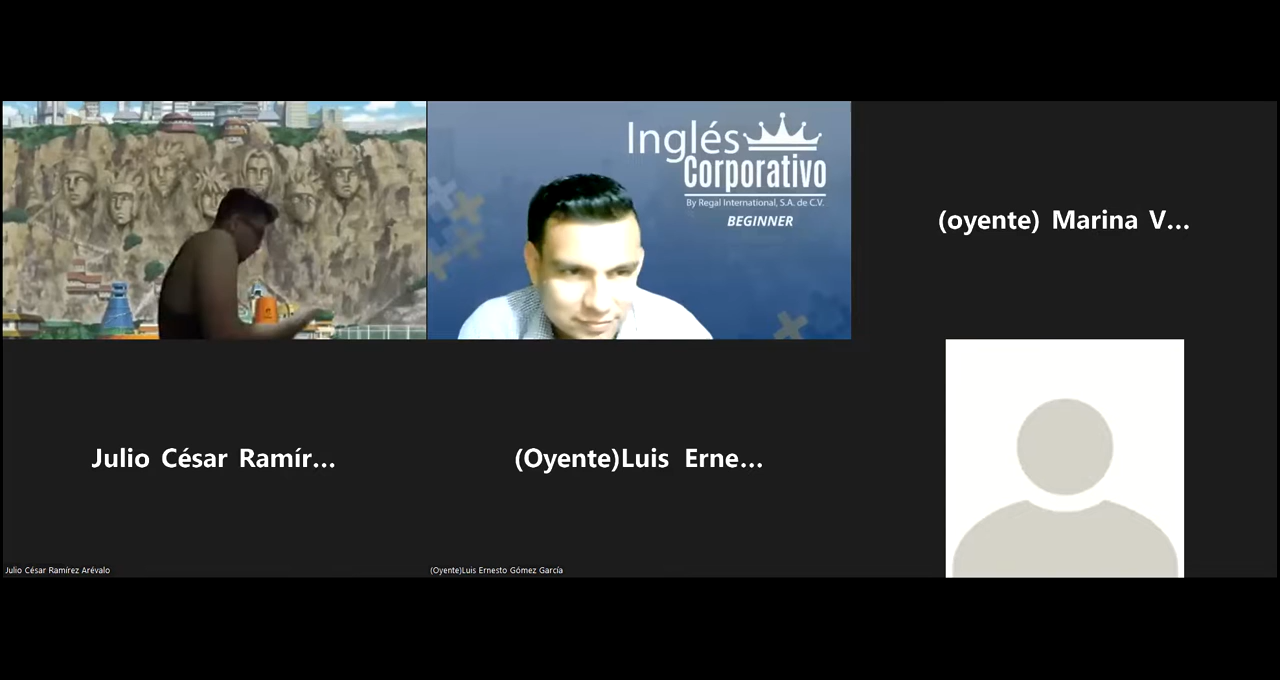 Inglés
Corporativo
By Regal International, S.A. de C.V.
BEGINNER
(oyente) Marina V...
Julio César Ramír...
(Oyente)Luis Erne...
Julio César Ramírez Arévalo
(Oyente)Luis Ernesto Gómez García